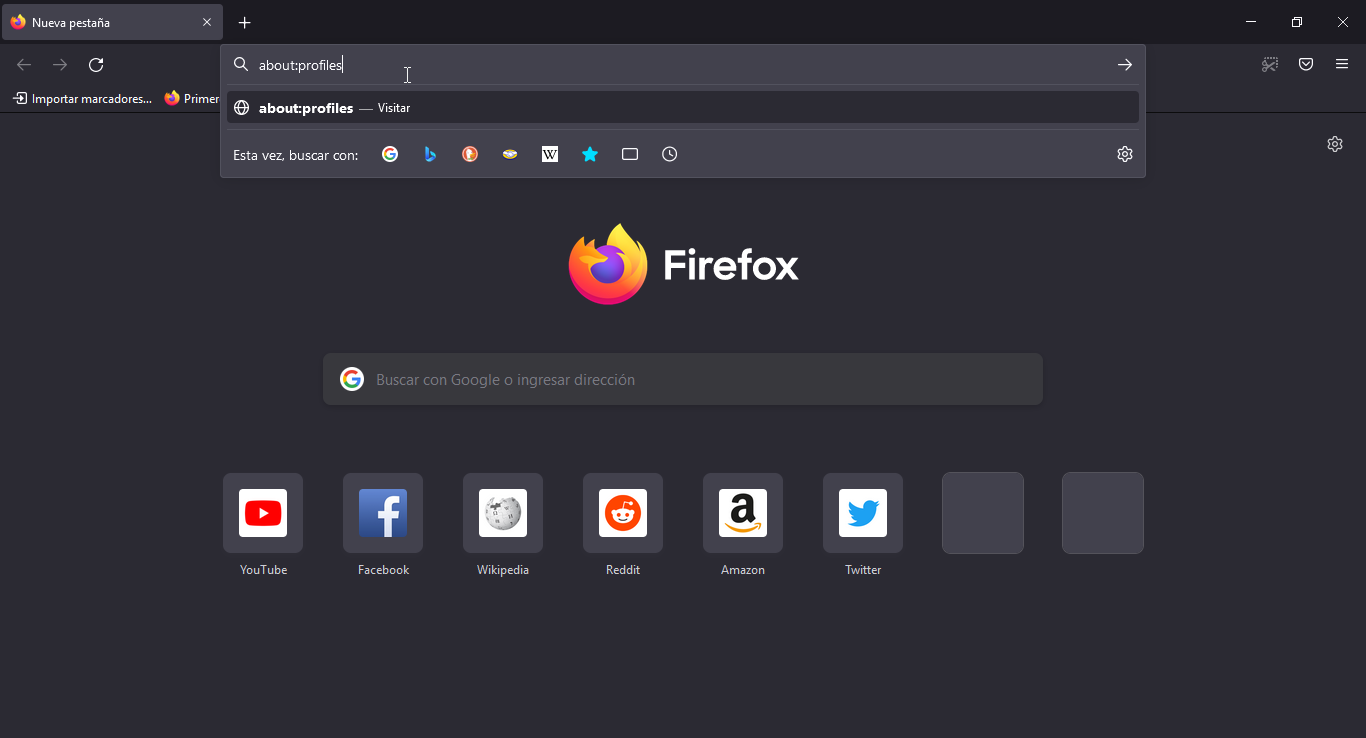 Nueva pestaña
about:profiles
Importar marcadores...
Primer
about:profiles — Visitar
Esta vez, buscar con:
W
Firefox
Buscar con Google o ingresar dirección
YouTube
Facebook
Wikipedia
Reddit
Amazon
Twitter